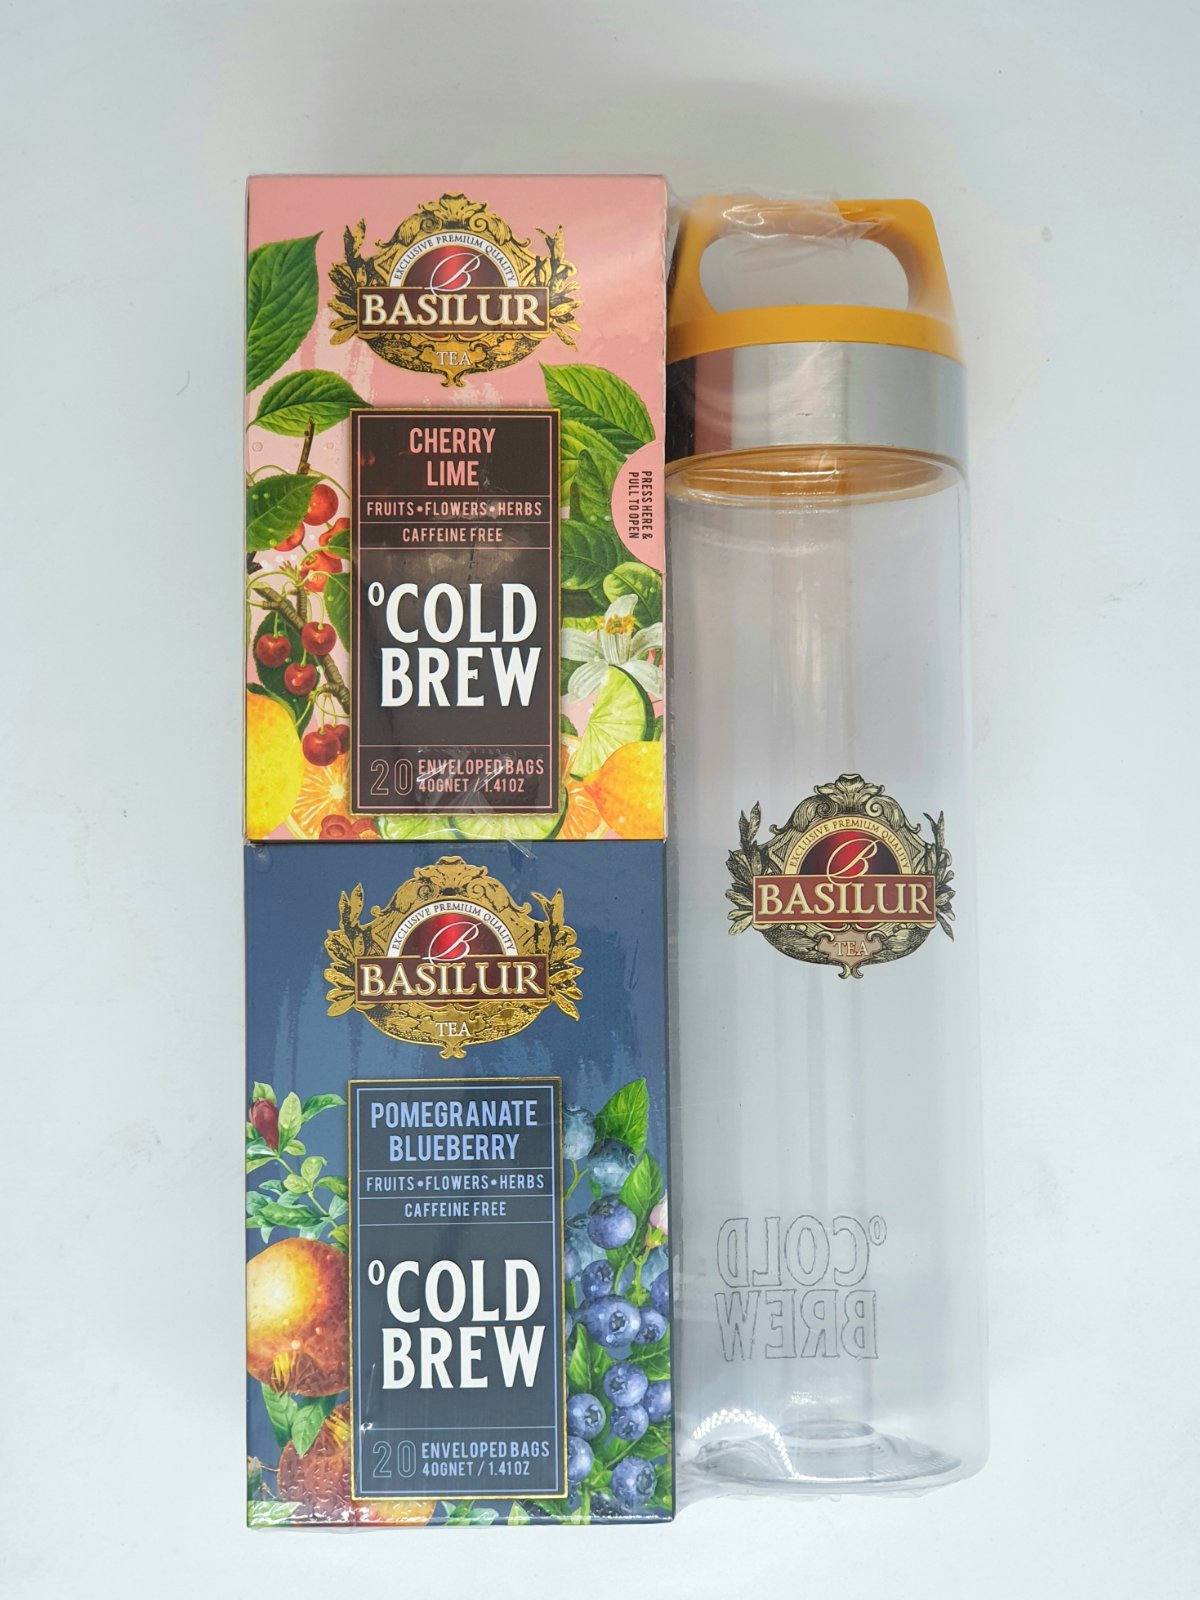 EXCLUSIVE PREMIUM QUALITY
B
BASILUR
TEA
CHERRY
LIME
FRUITS•FLOWERS•HERBS
CAFFEINE FREE
°COLD
BREW
20 ENVELOPED BAGS
40GNET / 1.41OZ
PRESS HERE &
PULL TO OPEN
EXCLUSIVE PREMIUM QUALITY
B
BASILUR
TEA
POMEGRANATE
BLUEBERRY
FRUITS•FLOWERS•HERBS
CAFFEINE FREE
°COLD
BREW
20 ENVELOPED BAGS
40GNET / 1.41OZ
EXCLUSIVE PREMIUM QUALITY
B
BASILUR
TEA
°COLD
BREW